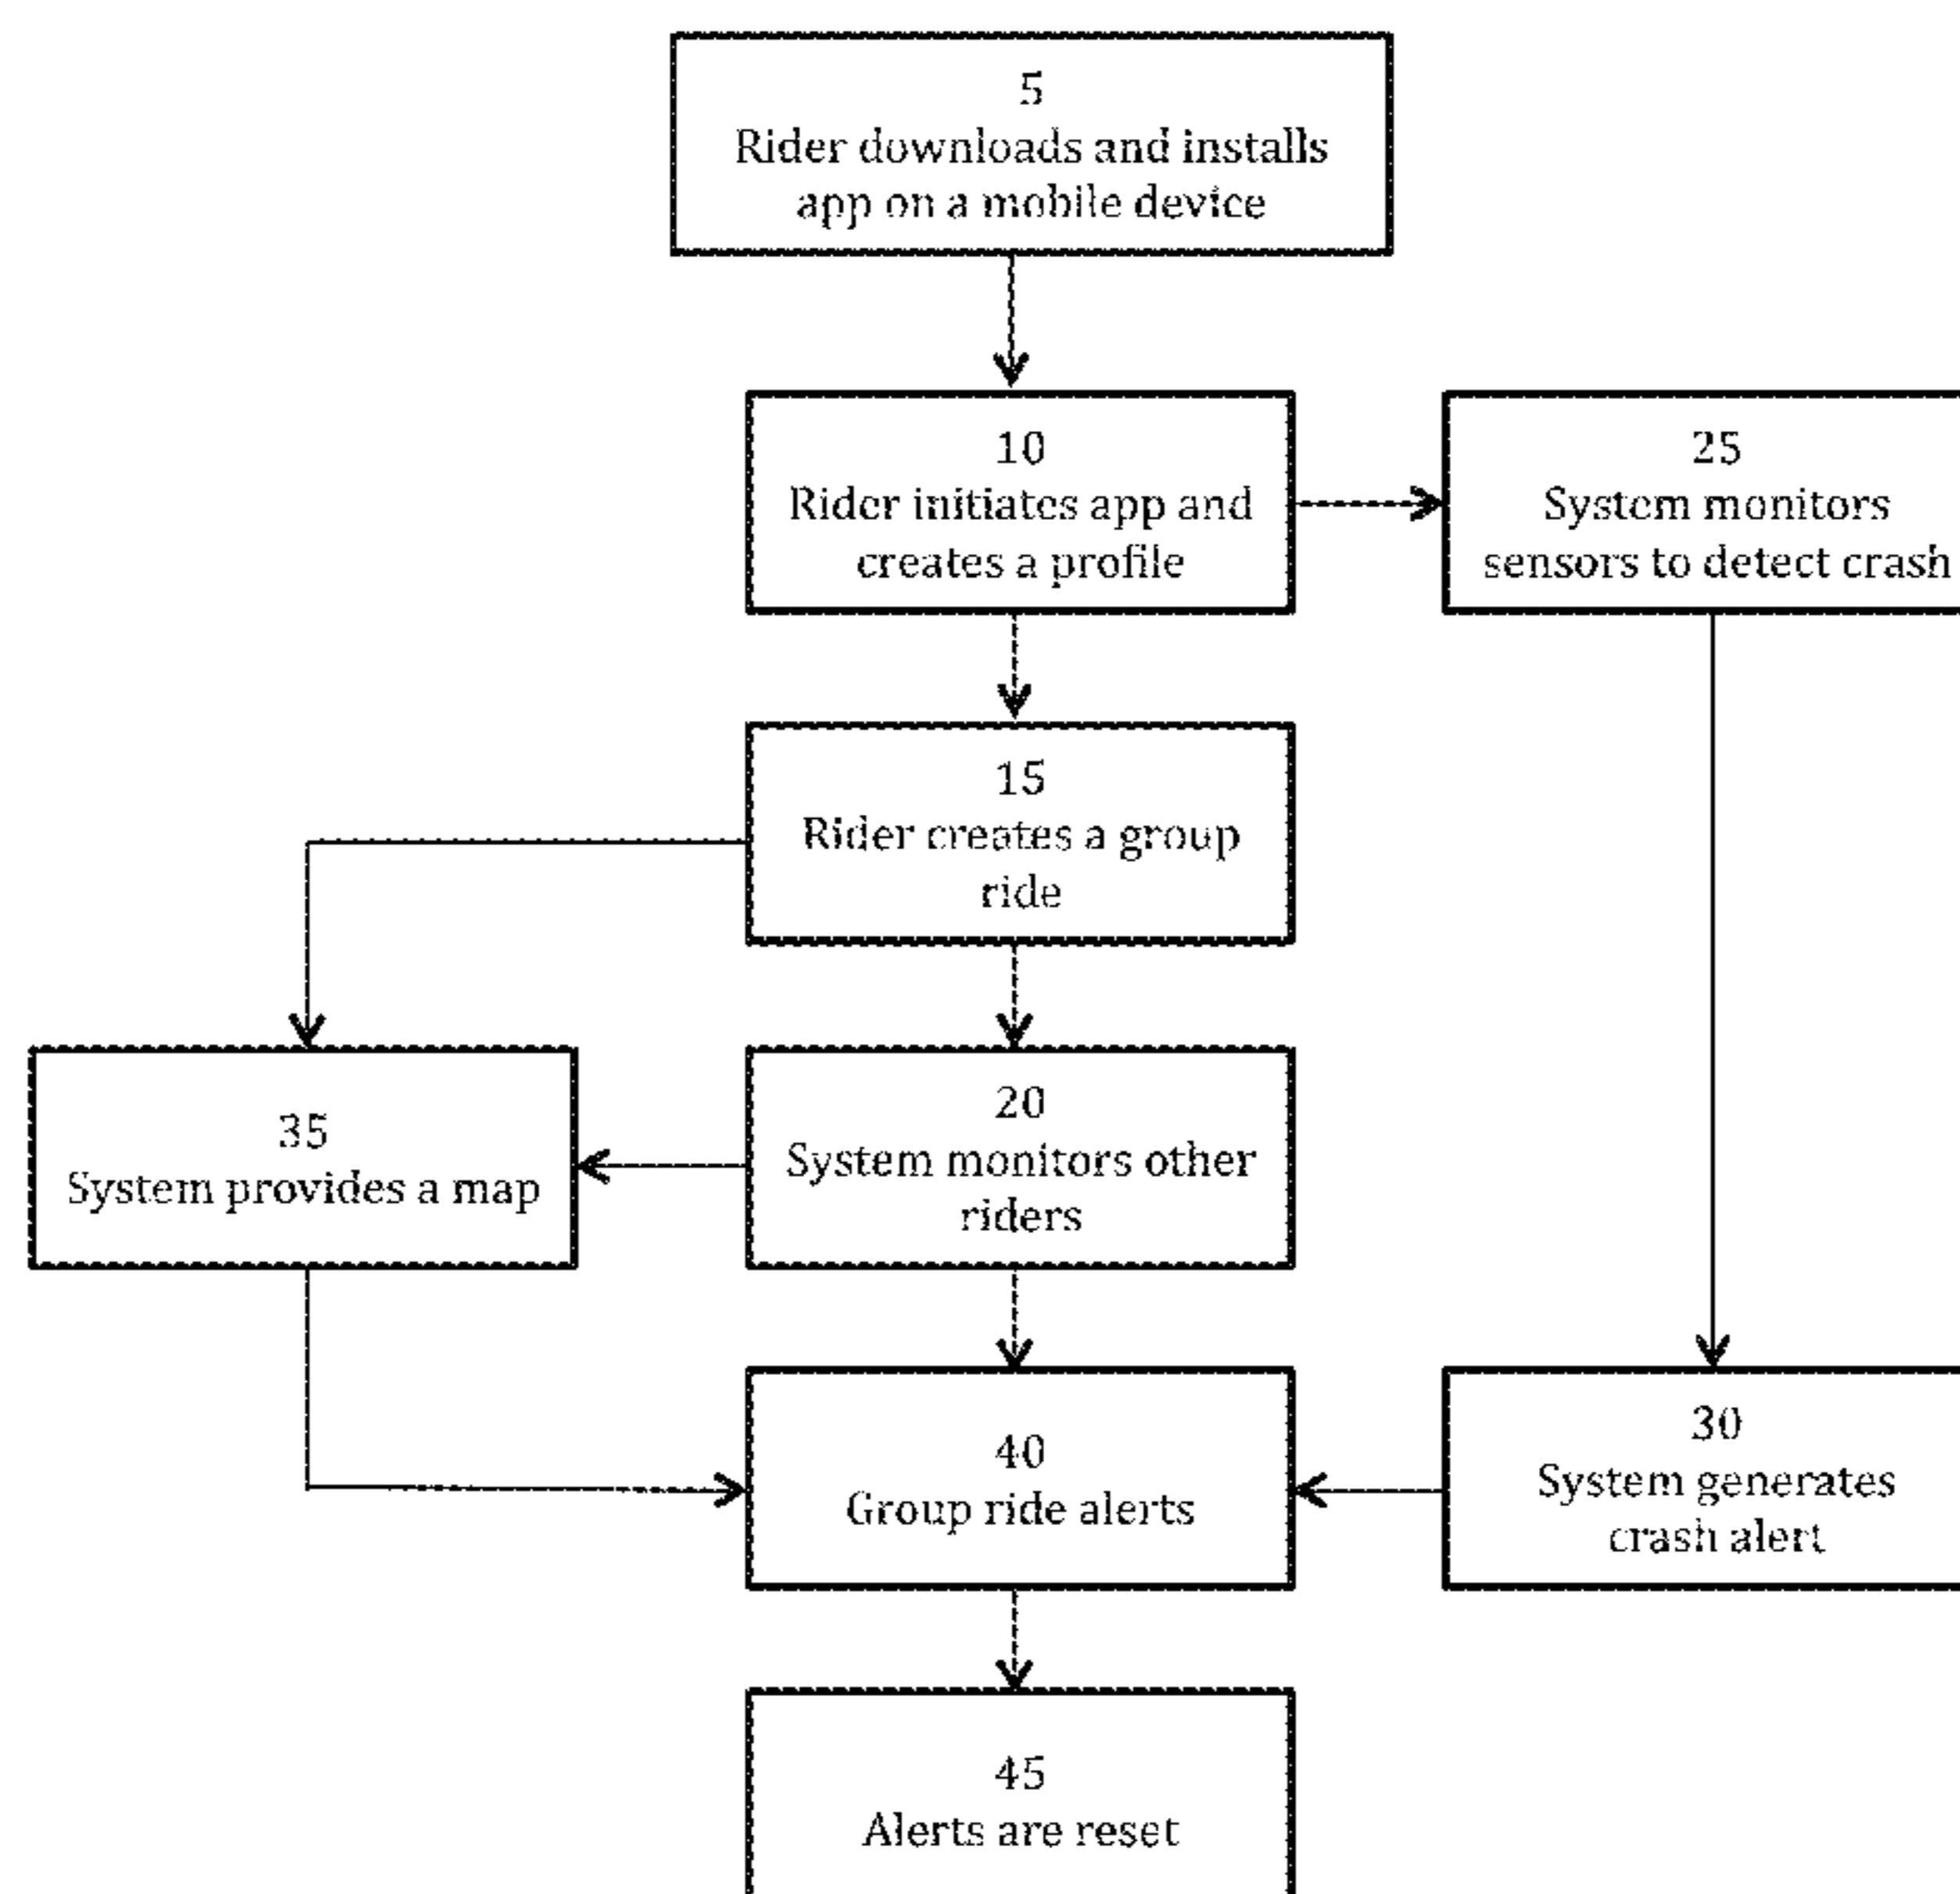 5
Rider downloads and installs
app on a mobile device
10
Rider initiates app and
creates a profile
25
System monitors
sensors to detect crash
15
Rider creates a group
ride
35
System provides a map
20
System monitors other
riders
40
Group ride alerts
30
System generates
crash alert
45
Alerts are reset